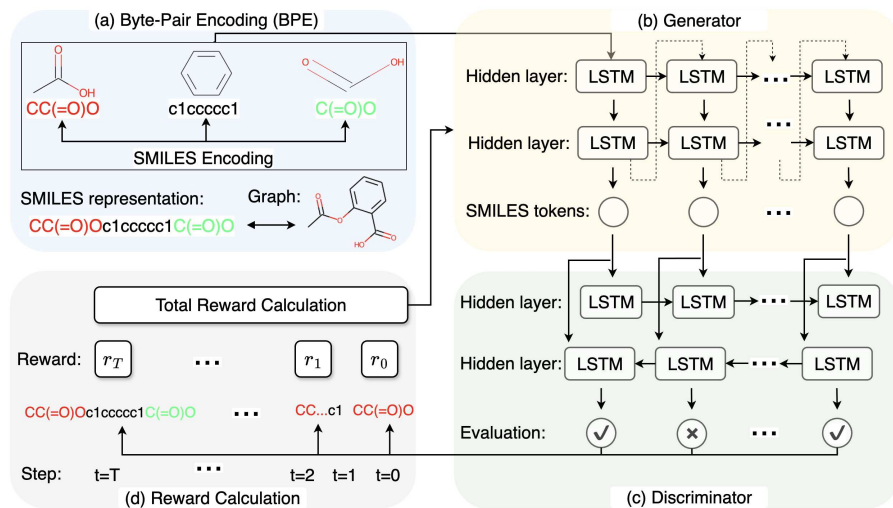 (a) Byte-Pair Encoding (BPE)
O
OH
CC(=O)O
c1ccccc1
O
OH
C(=O)O
SMILES Encoding
SMILES representation:
Graph:
CC(=O)Oc1ccccc1C(=O)O
O
O
HO
O
(b) Generator
Hidden layer:
LSTM
LSTM
...
LSTM
Hidden layer:
LSTM
LSTM
...
LSTM
SMILES tokens:
...
Total Reward Calculation
Reward:
r_T
...
r_1
r_0
CC(=O)Oc1ccccc1C(=O)O
...
CC...c1
CC(=O)O
Step:
t=T
...
t=2
t=1
t=0
(d) Reward Calculation
Hidden layer:
LSTM
LSTM
...
LSTM
Hidden layer:
LSTM
LSTM
...
LSTM
Evaluation:
...
(c) Discriminator